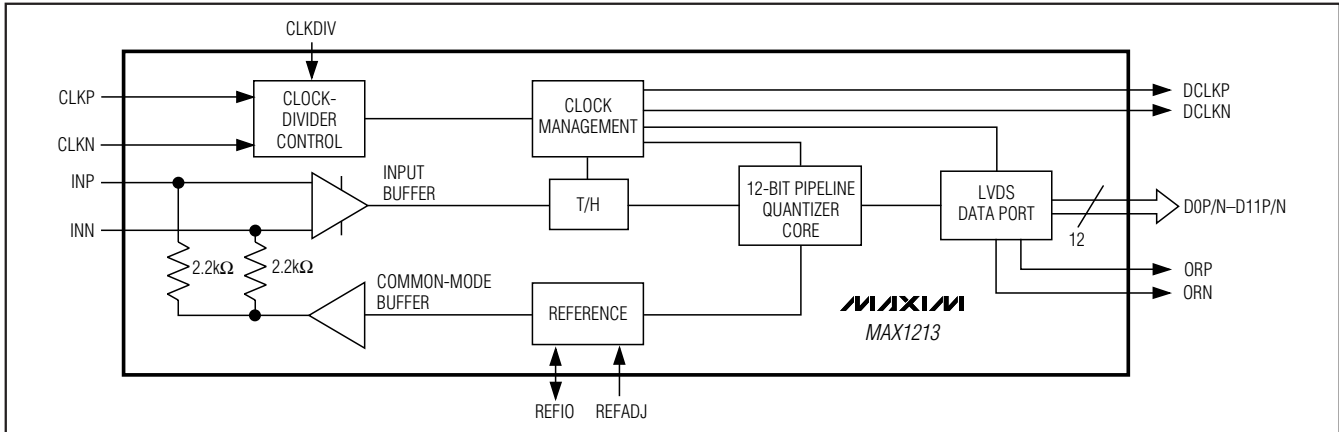 CLKDIV
CLKP
CLKN
CLOCK-
DIVIDER
CONTROL
CLOCK
MANAGEMENT
DCLKP
DCLKN
INP
INN
INPUT
BUFFER
T/H
12-BIT PIPELINE
QUANTIZER
CORE
LVDS
DATA PORT
12
D0P/N–D11P/N
2.2kΩ
2.2kΩ
COMMON-MODE
BUFFER
REFERENCE
ORP
ORN
MAXIM
MAX1213
REFIO
REFADJ